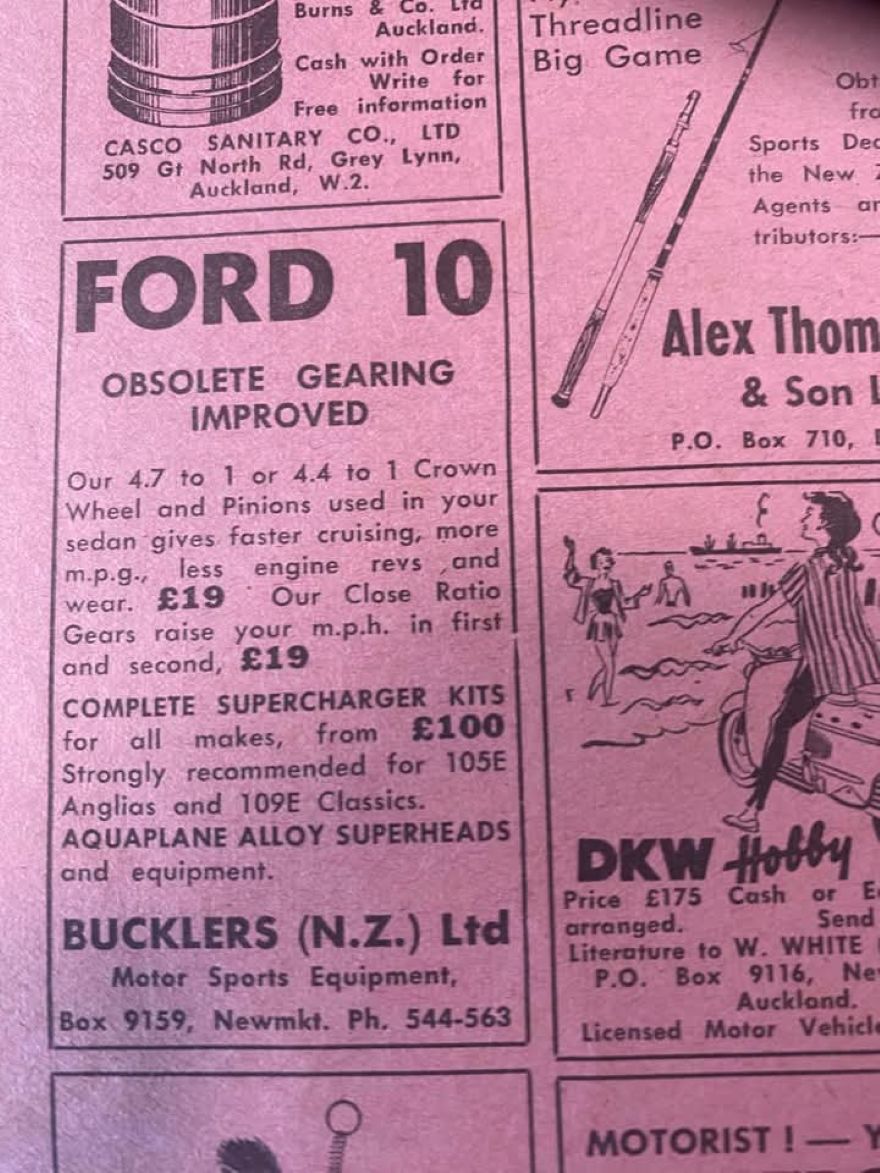 Burns & Co. Ltd
Auckland.
Cash with Order
Write for
Free information
CASCO SANITARY CO., LTD
509 Gt North Rd, Grey Lynn,
Auckland, W.2.
FORD 10
OBSOLETE GEARING
IMPROVED
Our 4.7 to 1 or 4.4 to 1 Crown
Wheel and Pinions used in your
sedan gives faster cruising, more
m.p.g., less engine revs and
wear. £19 Our Close Ratio
Gears raise your m.p.h. in first
and second, £19
COMPLETE SUPERCHARGER KITS
for all makes, from £100
Strongly recommended for 105E
Anglias and 109E Classics.
AQUAPLANE ALLOY SUPERHEADS
and equipment.
BUCKLERS (N.Z.) Ltd
Motor Sports Equipment,
Box 9159, Newmkt. Ph. 544-563
Threadline
Big Game
Sports
the New
Agents
tributors:—
Alex
& Son
P.O. Box 710,
DKW Hobby
Price £175 Cash or
arranged. Send
Literature to W. WHITE
P.O. Box 9116,
Auckland.
Licensed Motor
MOTORIST ! —